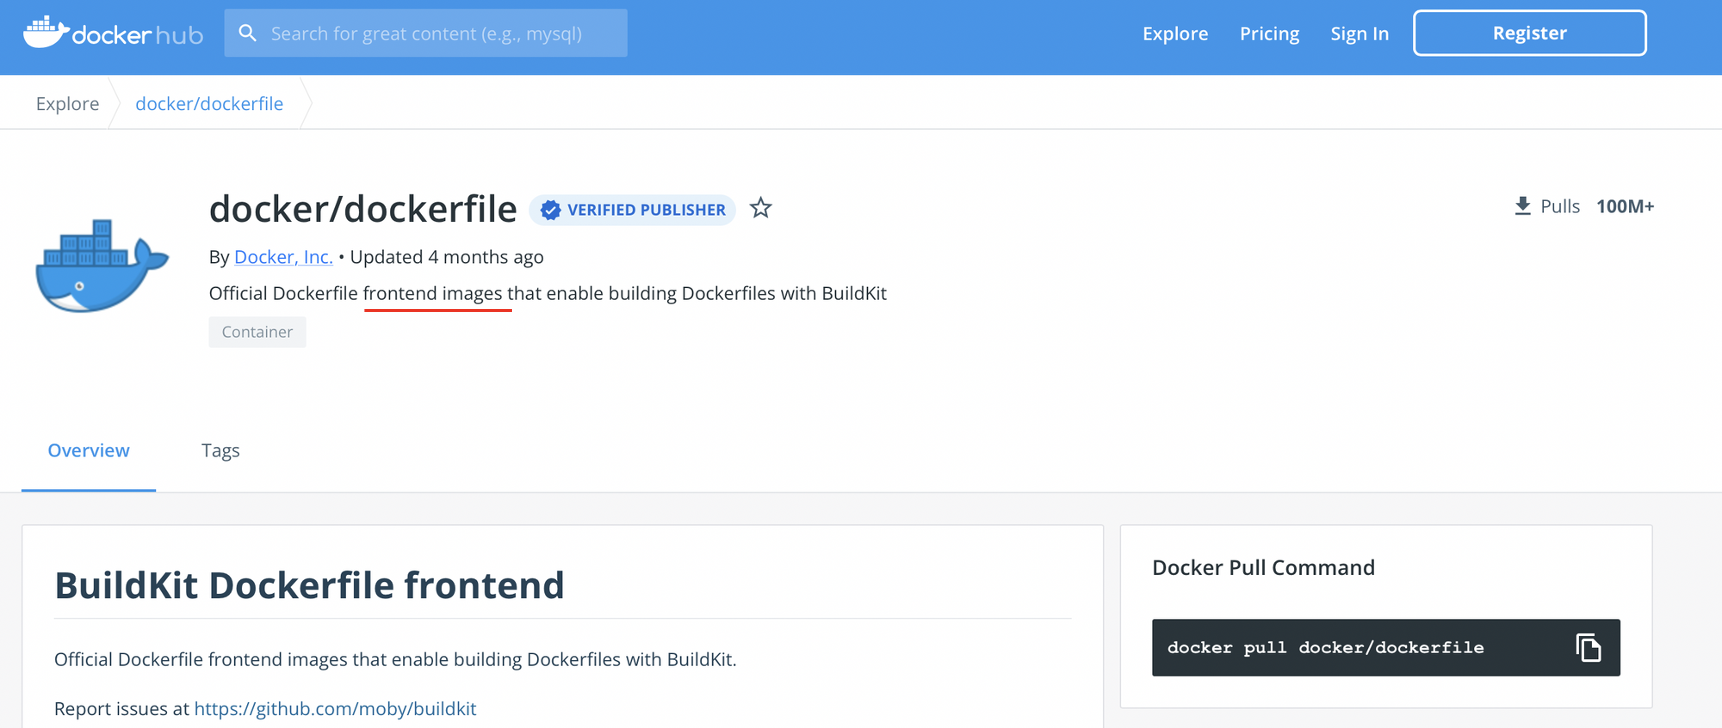 docker hub
Search for great content (e.g., mysql)
Explore
Pricing
Sign In
Register
Explore
docker/dockerfile
docker/dockerfile
VERIFIED PUBLISHER
Pulls 100M+
By Docker, Inc. • Updated 4 months ago
Official Dockerfile frontend images that enable building Dockerfiles with BuildKit
Container
Overview
Tags
BuildKit Dockerfile frontend
Official Dockerfile frontend images that enable building Dockerfiles with BuildKit.
Report issues at https://github.com/moby/buildkit
Docker Pull Command
docker pull docker/dockerfile